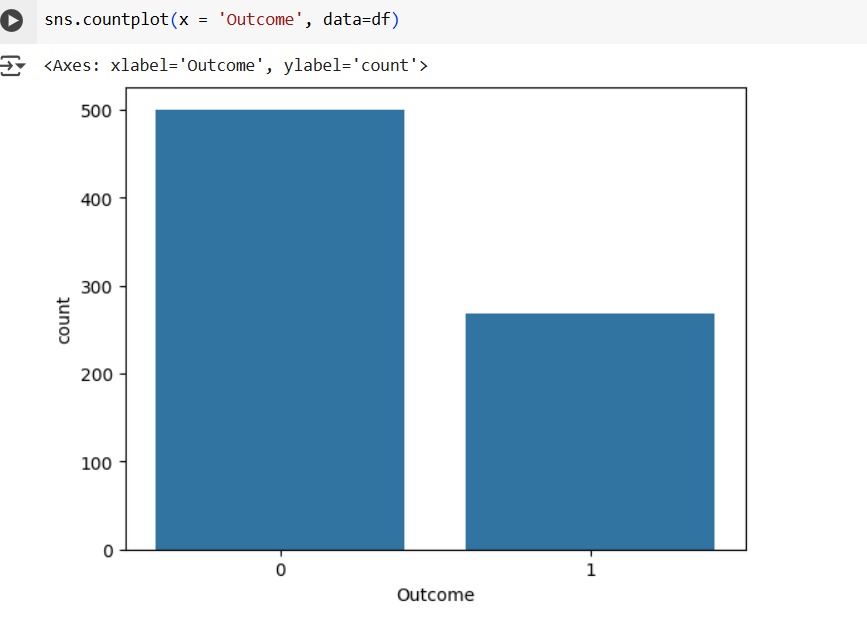 sns.countplot(x = 'Outcome', data=df)
<Axes: xlabel='Outcome', ylabel='count'>
500
400
300
200
100
0
count
0 1
Outcome